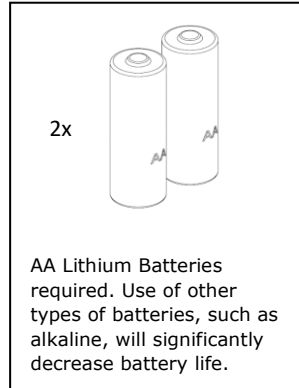 2x
AA
AA
AA Lithium Batteries
required. Use of other
types of batteries, such as
alkaline, will significantly
decrease battery life.